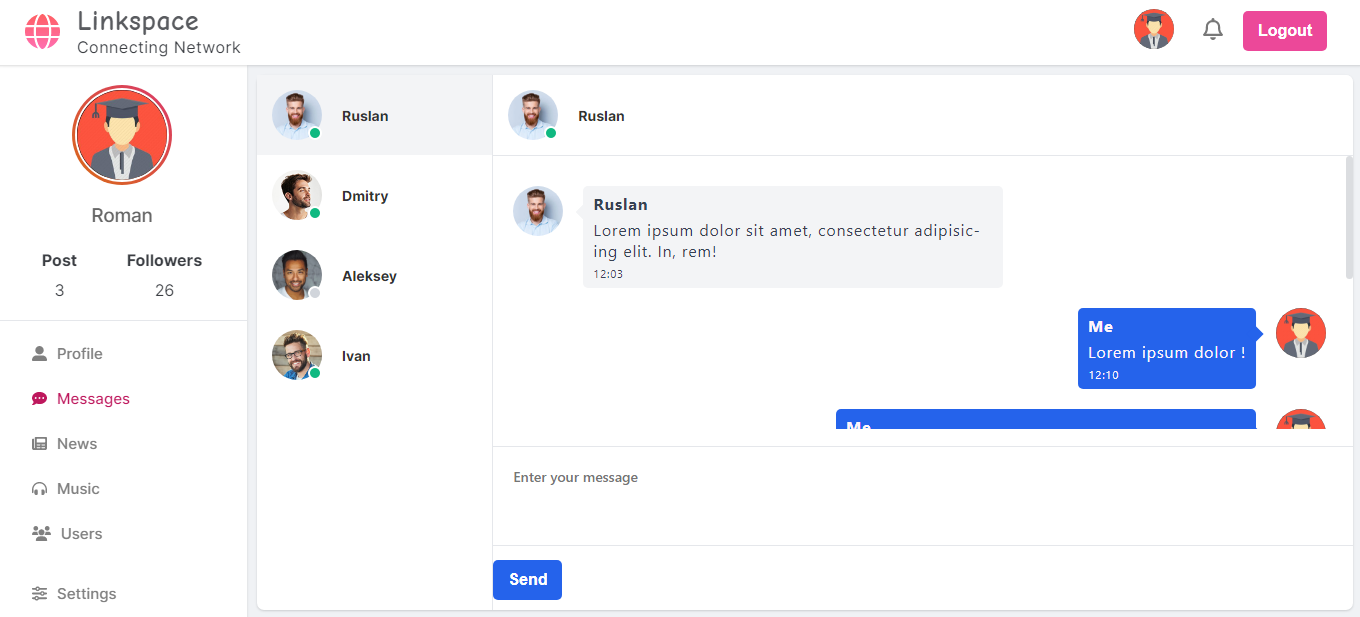 Linkspace
Connecting Network
Logout
Roman
Post Followers
3 26
Profile
Messages
News
Music
Users
Settings
Ruslan
Dmitry
Aleksey
Ivan
Ruslan
Ruslan
Lorem ipsum dolor sit amet, consectetur adipisic-
ing elit. In, rem!
12:03
Me
Lorem ipsum dolor !
12:10
Me
Enter your message
Send